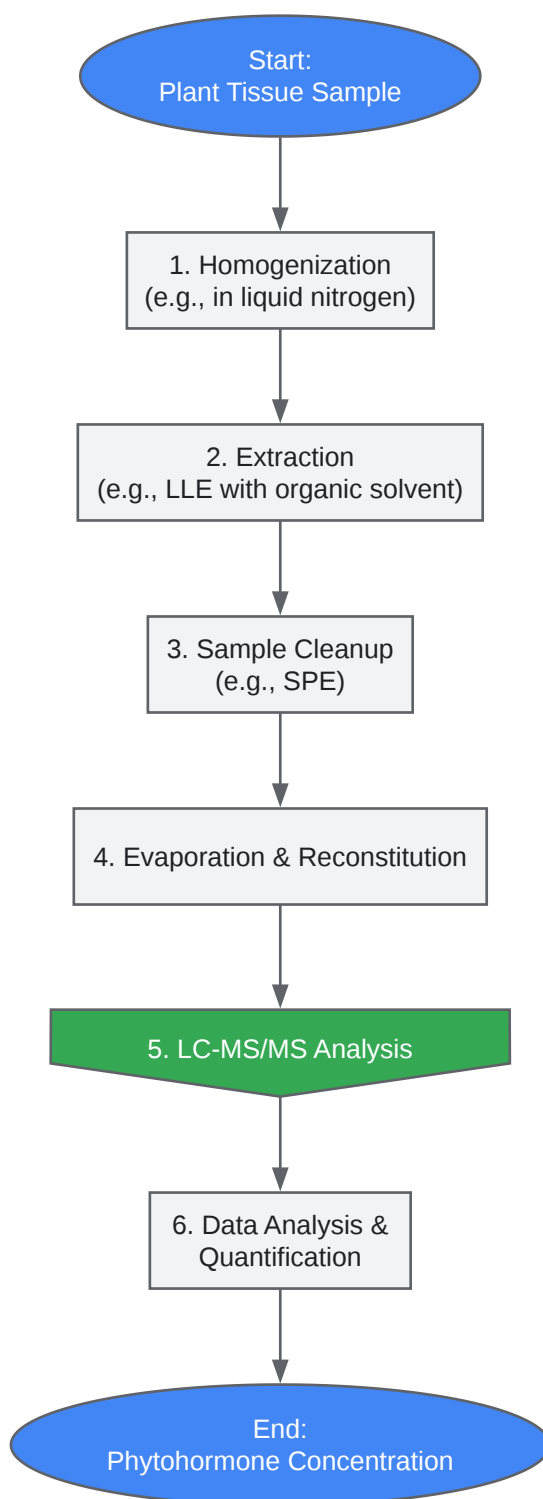 Start:
Plant Tissue Sample
1. Homogenization
(e.g., in liquid nitrogen)
2. Extraction
(e.g., LLE with organic solvent)
3. Sample Cleanup
(e.g., SPE)
4. Evaporation & Reconstitution
5. LC-MS/MS Analysis
6. Data Analysis &
Quantification
End:
Phytohormone Concentration